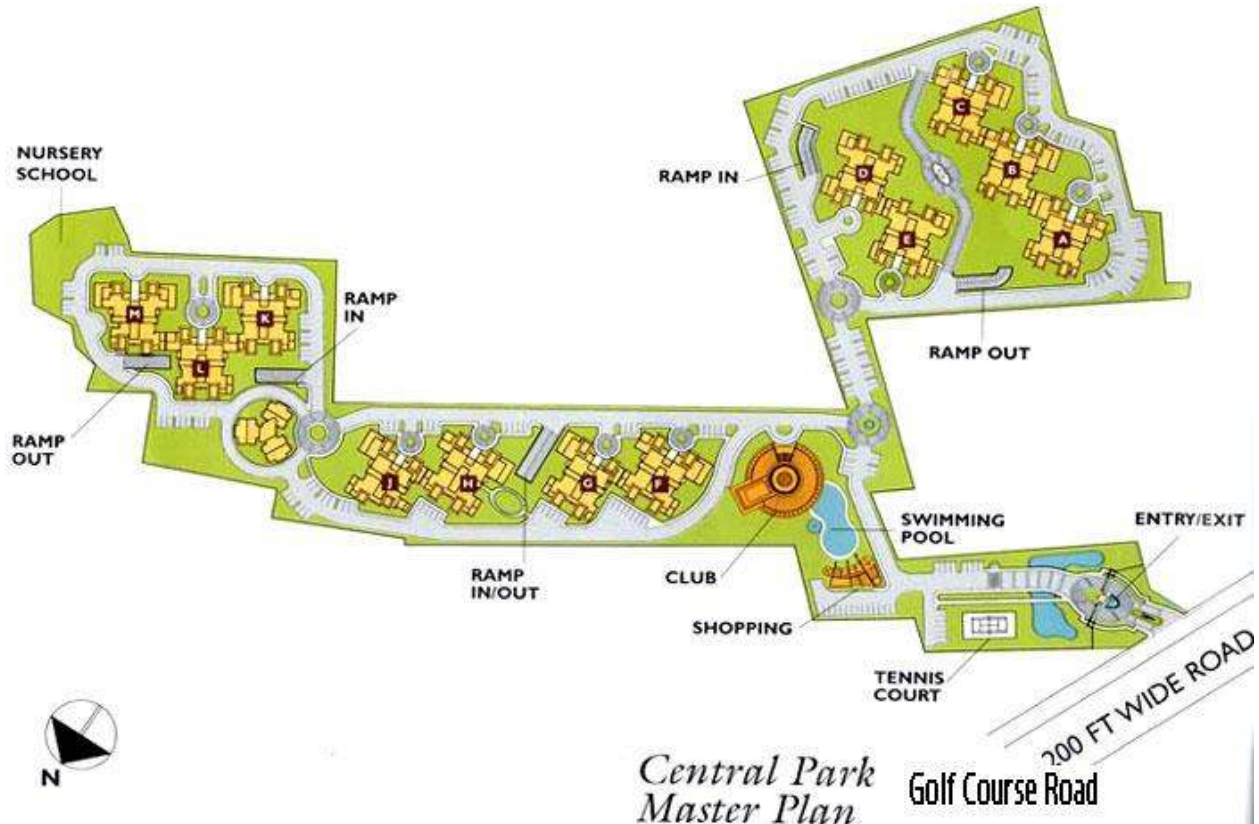 NURSERY
SCHOOL
RAMP IN
C
B
D
A
E
RAMP OUT
M
K
L
RAMP
IN
RAMP
OUT
J
H
G
F
RAMP
IN/OUT
CLUB
SWIMMING
POOL
ENTRY/EXIT
SHOPPING
TENNIS
COURT
200 FT WIDE ROAD
N
Central Park
Master Plan
Golf Course Road